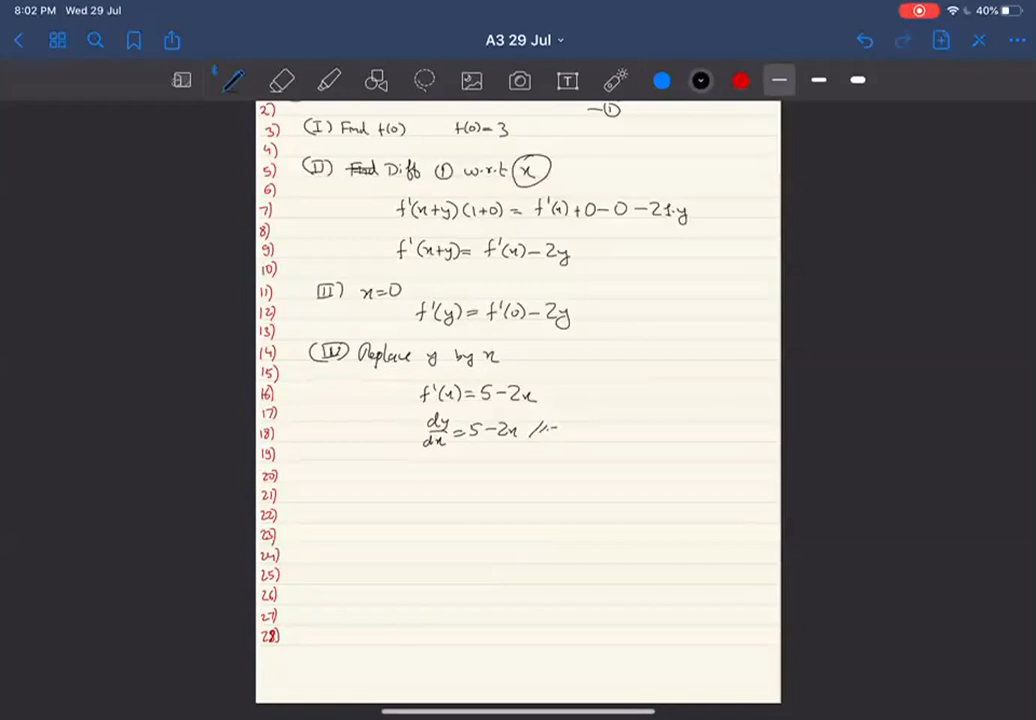 8:02 PM Wed 29 Jul
40%
A3 29 Jul
2) —①
3) (I) Find f(0) f(0)=3
4)
5) (II) Find Diff ① w.r.t x
6)
7) f'(x+y)(1+0) = f'(x)+0-0-21.y
8)
9) f'(x+y)= f'(x)-2y
10)
11) III) x=0
12) f'(y)= f'(0)-2y
13)
14) (IV) Replace y by x
15)
16) f'(x)=5-2x
17)
18) dy/dx = 5-2x //-
19)
20)
21)
22)
23)
24)
25)
26)
27)
28)